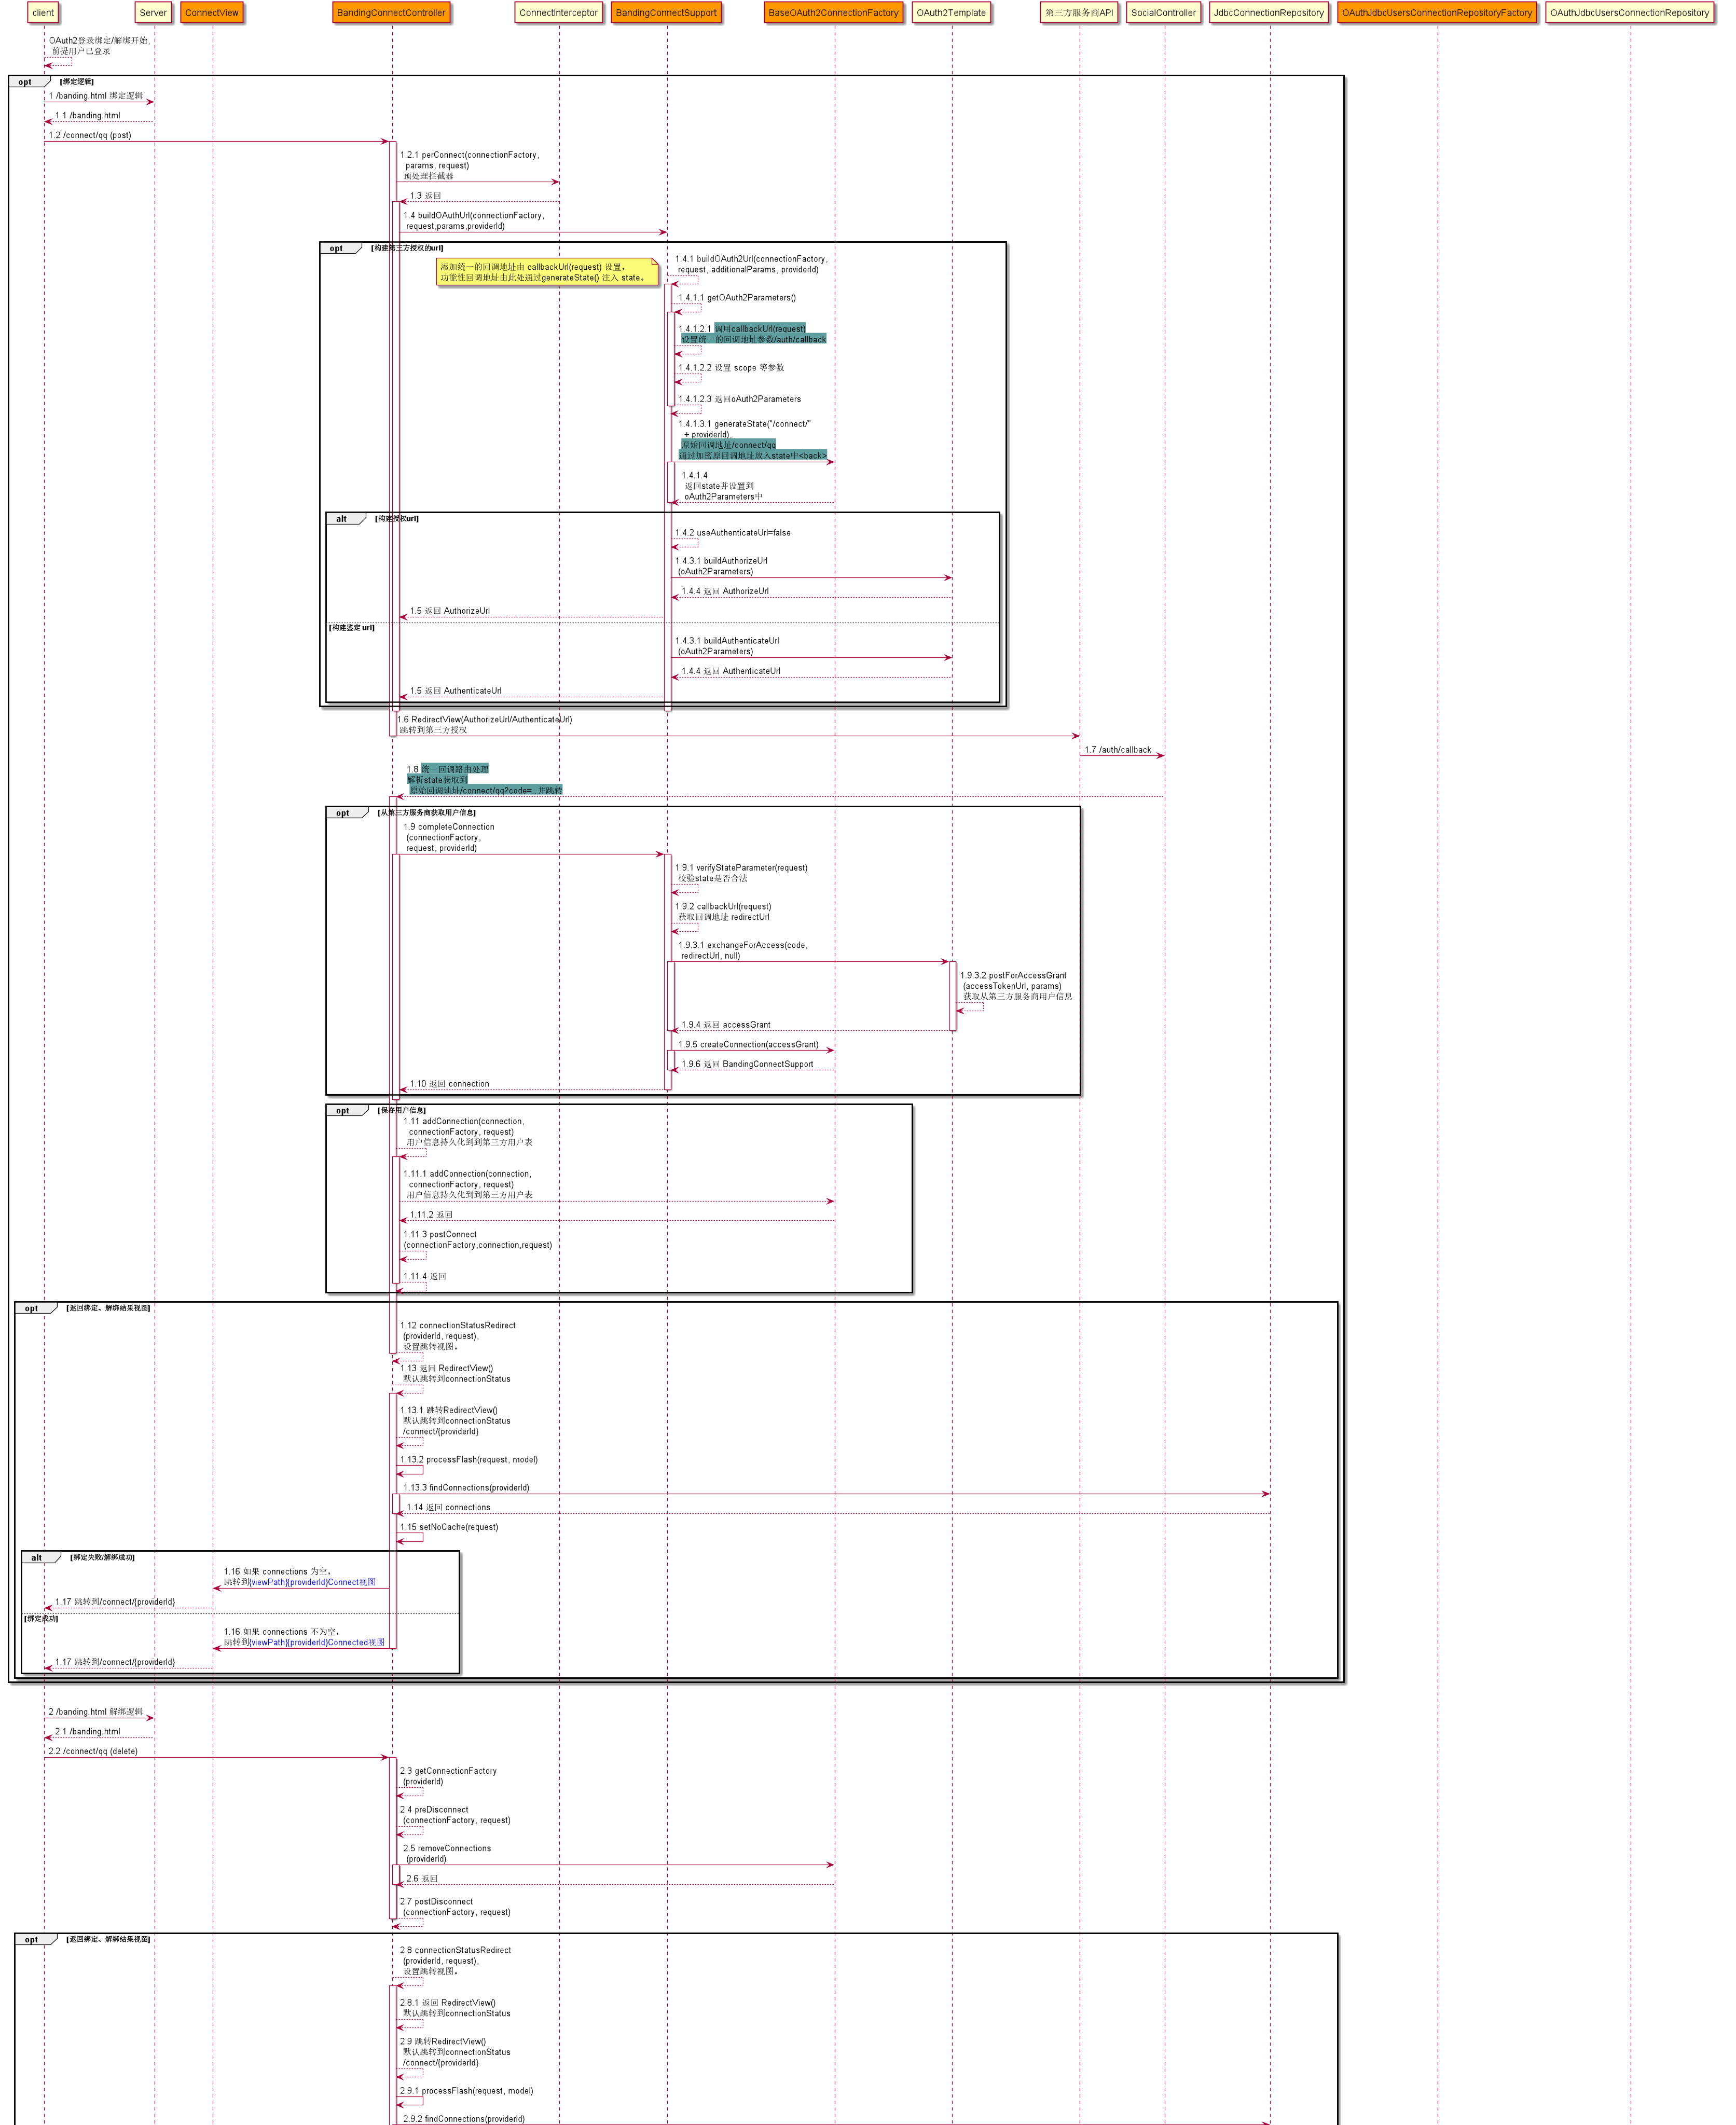 client
Server
ConnectView
BandingConnectController
ConnectInterceptor
BandingConnectSupport
BaseOAuth2ConnectionFactory
OAuth2Template
第三方服务商API
SocialController
JdbcConnectionRepository
OAuthJdbcUsersConnectionRepositoryFactory
OAuthJdbcUsersConnectionRepository
OAuth2登录绑定/解绑开始,
前提用户已登录
opt [绑定逻辑]
1 /banding.html 绑定逻辑
1.1 /banding.html
1.2 /connect/qq (post)
1.2.1 perConnect(connectionFactory,
params, request)
预处理拦截器
1.3 返回
1.4 buildOAuthUrl(connectionFactory,
request,params,providerId)
opt [构建第三方授权的url]
添加统一的回调地址由 callbackUrl(request) 设置，
功能性回调地址由此处通过generateState() 注入 state。
1.4.1 buildOAuth2Url(connectionFactory,
request, additionalParams, providerId)
1.4.1.1 getOAuth2Parameters()
1.4.1.2.1 调用callbackUrl(request)
设置统一的回调地址参数/auth/callback
1.4.1.2.2 设置 scope 等参数
1.4.1.2.3 返回oAuth2Parameters
1.4.1.3.1 generateState("/connect/"
+ providerId),
原始回调地址/connect/qq
通过加密原回调地址放入state中<back>
1.4.1.4
返回state并设置到
oAuth2Parameters中
alt [构建授权url]
1.4.2 useAuthenticateUrl=false
1.4.3.1 buildAuthorizeUrl
(oAuth2Parameters)
1.4.4 返回 AuthorizeUrl
1.5 返回 AuthorizeUrl
[构建鉴定 url]
1.4.3.1 buildAuthenticateUrl
(oAuth2Parameters)
1.4.4 返回 AuthenticateUrl
1.5 返回 AuthenticateUrl
1.6 RedirectView(AuthorizeUrl/AuthenticateUrl)
跳转到第三方授权
1.7 /auth/callback
1.8 统一回调路由处理
解析state获取到
原始回调地址/connect/qq?code=...并跳转
opt [从第三方服务商获取用户信息]
1.9 completeConnection
(connectionFactory,
request, providerId)
1.9.1 verifyStateParameter(request)
校验state是否合法
1.9.2 callbackUrl(request)
获取回调地址 redirectUrl
1.9.3.1 exchangeForAccess(code,
redirectUrl, null)
1.9.3.2 postForAccessGrant
(accessTokenUrl, params)
获取从第三方服务商用户信息
1.9.4 返回 accessGrant
1.9.5 createConnection(accessGrant)
1.9.6 返回 BandingConnectSupport
1.10 返回 connection
opt [保存用户信息]
1.11 addConnection(connection,
connectionFactory, request)
用户信息持久化到到第三方用户表
1.11.1 addConnection(connection,
connectionFactory, request)
用户信息持久化到到第三方用户表
1.11.2 返回
1.11.3 postConnect
(connectionFactory,connection,request)
1.11.4 返回
opt [返回绑定、解绑结果视图]
1.12 connectionStatusRedirect
(providerId, request),
设置跳转视图。
1.13 返回 RedirectView()
默认跳转到connectionStatus
1.13.1 跳转RedirectView()
默认跳转到connectionStatus
/connect/{providerId}
1.13.2 processFlash(request, model)
1.13.3 findConnections(providerId)
1.14 返回 connections
1.15 setNoCache(request)
alt [绑定失败/解绑成功]
1.16 如果 connections 为空，
跳转到{viewPath}{providerId}Connect视图
1.17 跳转到/connect/{providerId}
[绑定成功]
1.16 如果 connections 不为空，
跳转到{viewPath}{providerId}Connected视图
1.17 跳转到/connect/{providerId}
2 /banding.html 解绑逻辑
2.1 /banding.html
2.2 /connect/qq (delete)
2.3 getConnectionFactory
(providerId)
2.4 preDisconnect
(connectionFactory, request)
2.5 removeConnections
(providerId)
2.6 返回
2.7 postDisconnect
(connectionFactory, request)
opt [返回绑定、解绑结果视图]
2.8 connectionStatusRedirect
(providerId, request),
设置跳转视图。
2.8.1 返回 RedirectView()
默认跳转到connectionStatus
2.9 跳转RedirectView()
默认跳转到connectionStatus
/connect/{providerId}
2.9.1 processFlash(request, model)
2.9.2 findConnections(providerId)